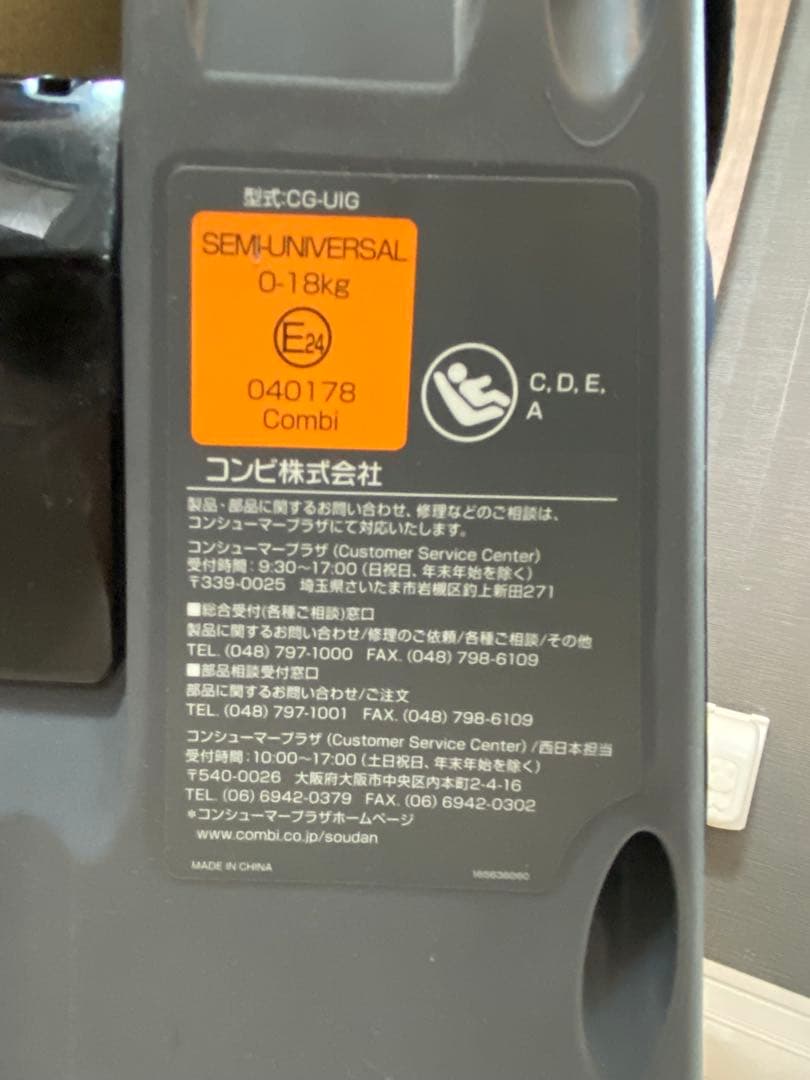 型式:CG-UIG
SEMI-UNIVERSAL
0-18kg
E24
040178
Combi
C, D, E,
A
コンビ株式会社
製品・部品に関するお問い合わせ、修理などのご相談は、
コンシューマープラザにて対応いたします。
コンシューマープラザ (Customer Service Center)
受付時間：9:30~17:00 (日祝日、年末年始を除く)
〒339-0025 埼玉県さいたま市岩槻区釣上新田271
■総合受付(各種ご相談)窓口
製品に関するお問い合わせ/修理のご依頼/各種ご相談/その他
TEL. (048) 797-1000 FAX. (048) 798-6109
■部品相談受付窓口
部品に関するお問い合わせ/ご注文
TEL. (048) 797-1001 FAX. (048) 798-6109
コンシューマープラザ (Customer Service Center) /西日本担当
受付時間：10:00~17:00 (土日祝日、年末年始を除く)
〒540-0026 大阪府大阪市中央区内本町2-4-16
TEL. (06) 6942-0379 FAX. (06) 6942-0302
*コンシューマープラザホームページ
www.combi.co.jp/soudan
MADE IN CHINA